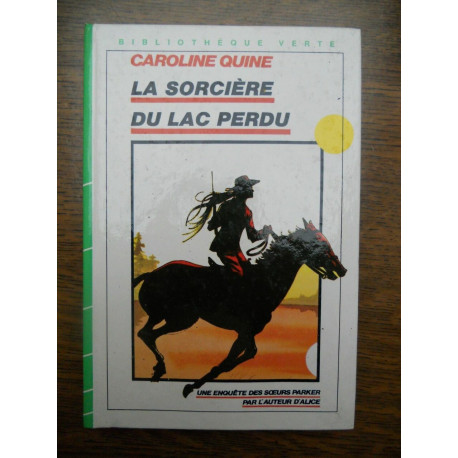 BIBLIOTHÈQUE VERTE
CAROLINE QUINE
LA SORCIÈRE
DU LAC PERDU
UNE ENQUÊTE DES SŒURS PARKER
PAR L'AUTEUR D'ALICE